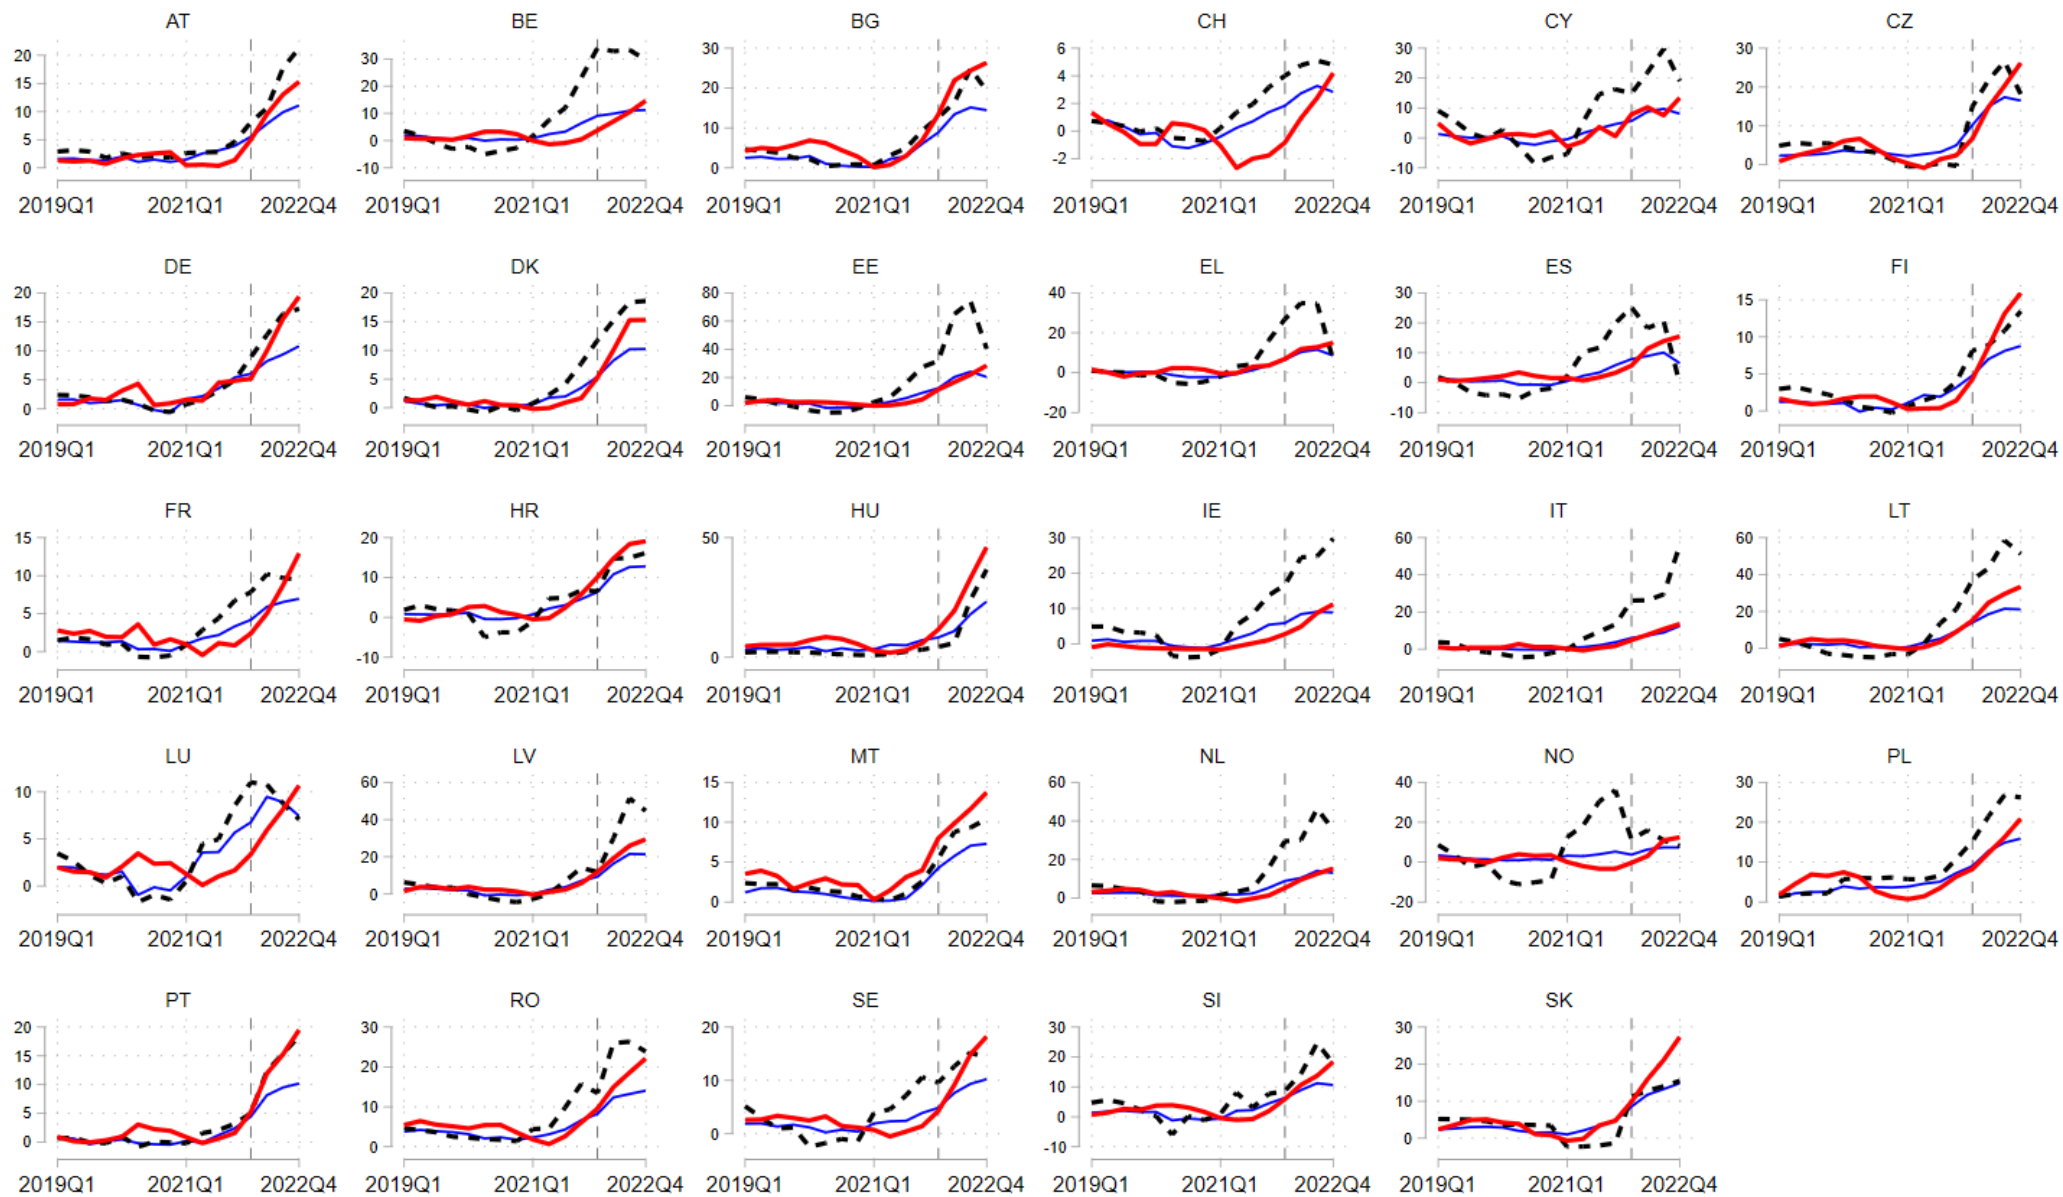 AT BE BG CH CY CZ
20 15 10 5 0
30 20 10 0 -10
30 20 10 0
6 4 2 0 -2
30 20 10 0 -10
30 20 10 0
2019Q1 2021Q1 2022Q4 2019Q1 2021Q1 2022Q4 2019Q1 2021Q1 2022Q4 2019Q1 2021Q1 2022Q4 2019Q1 2021Q1 2022Q4 2019Q1 2021Q1 2022Q4
DE DK EE EL ES FI
20 15 10 5 0
20 15 10 5 0
80 60 40 20 0
40 20 0 -20
30 20 10 0 -10
15 10 5 0
2019Q1 2021Q1 2022Q4 2019Q1 2021Q1 2022Q4 2019Q1 2021Q1 2022Q4 2019Q1 2021Q1 2022Q4 2019Q1 2021Q1 2022Q4 2019Q1 2021Q1 2022Q4
FR HR HU IE IT LT
15 10 5 0
20 10 0 -10
50 0
30 20 10 0
60 40 20 0
60 40 20 0
2019Q1 2021Q1 2022Q4 2019Q1 2021Q1 2022Q4 2019Q1 2021Q1 2022Q4 2019Q1 2021Q1 2022Q4 2019Q1 2021Q1 2022Q4 2019Q1 2021Q1 2022Q4
LU LV MT NL NO PL
10 5 0
60 40 20 0
15 10 5 0
60 40 20 0
40 20 0 -20
30 20 10 0
2019Q1 2021Q1 2022Q4 2019Q1 2021Q1 2022Q4 2019Q1 2021Q1 2022Q4 2019Q1 2021Q1 2022Q4 2019Q1 2021Q1 2022Q4 2019Q1 2021Q1 2022Q4
PT RO SE SI SK
20 15 10 5 0
30 20 10 0
20 10 0
30 20 10 0 -10
30 20 10 0
2019Q1 2021Q1 2022Q4 2019Q1 2021Q1 2022Q4 2019Q1 2021Q1 2022Q4 2019Q1 2021Q1 2022Q4 2019Q1 2021Q1 2022Q4